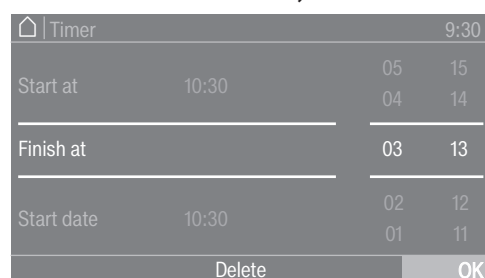 Timer 9:30
05 15
Start at 10:30
04 14
Finish at 03 13
02 12
Start date 10:30
01 11
Delete OK